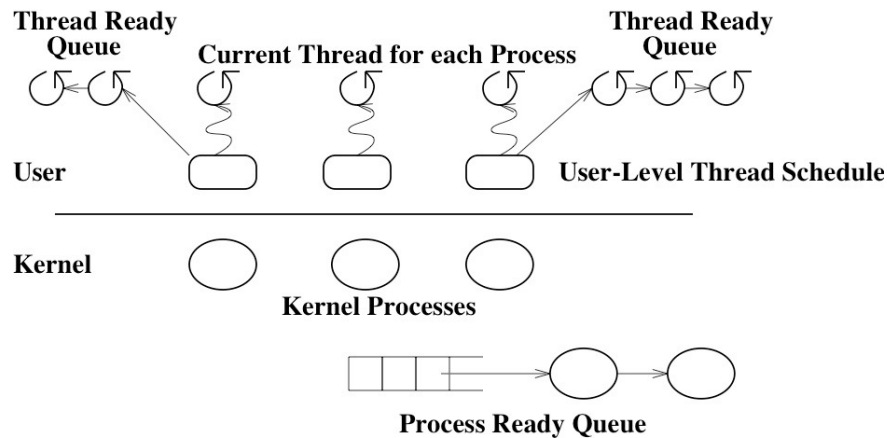 Thread Ready
Queue
Current Thread for each Process
Thread Ready
Queue
User
User-Level Thread Schedule
Kernel
Kernel Processes
Process Ready Queue